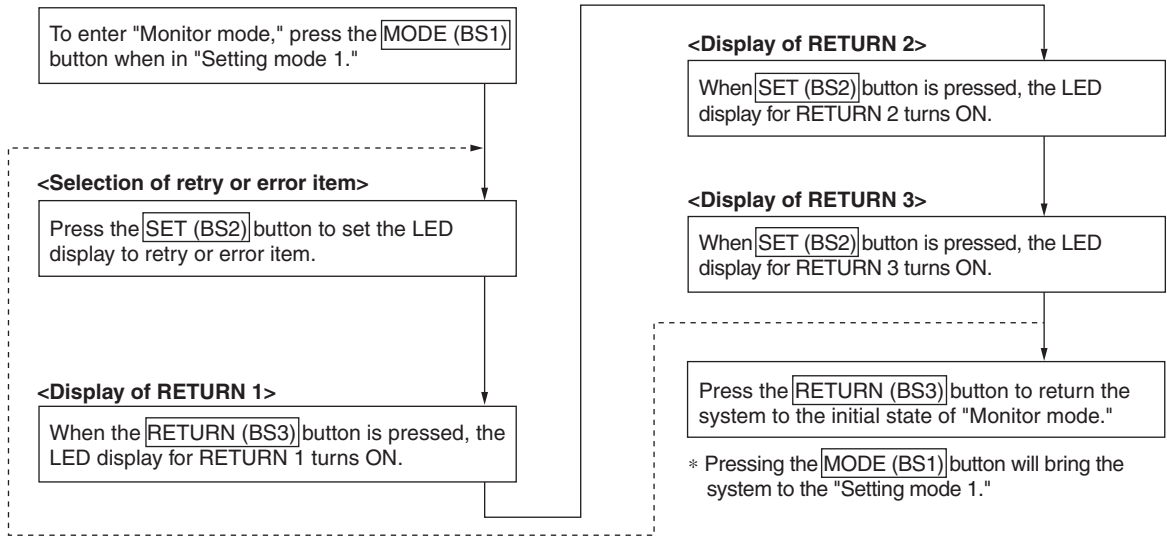 To enter "Monitor mode," press the MODE (BS1)
button when in "Setting mode 1."
<Selection of retry or error item>
Press the SET (BS2) button to set the LED
display to retry or error item.
<Display of RETURN 1>
When the RETURN (BS3) button is pressed, the
LED display for RETURN 1 turns ON.
<Display of RETURN 2>
When SET (BS2) button is pressed, the LED
display for RETURN 2 turns ON.
<Display of RETURN 3>
When SET (BS2) button is pressed, the LED
display for RETURN 3 turns ON.
Press the RETURN (BS3) button to return the
system to the initial state of "Monitor mode."
* Pressing the MODE (BS1) button will bring the
system to the "Setting mode 1."